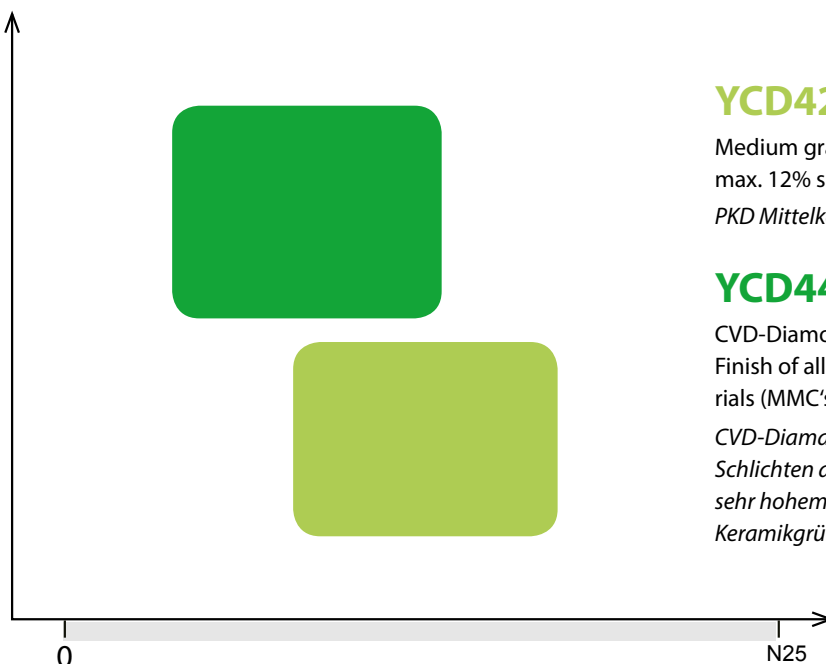 YCD42
Medium gra
max. 12% s
PKD Mittelk
YCD44
CVD-Diamo
Finish of all
rials (MMC's
CVD-Diama
Schlichten a
sehr hohem
Keramikgrü
0
N25